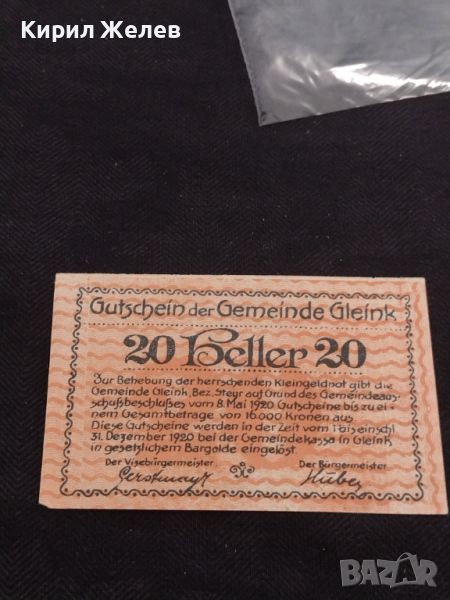 Кирил Желев
Gutschein der Gemeinde Gleink
20 Heller 20
Zur Behebung der herrschenden Kleingeldnot gibt die
Gemeinde Gleink, Bez. Steyr auf Grund des Gemeindeaus-
schußbeschlußes vom 8. Mai 1920 Gutscheine bis zu ei-
nem Gesamtbetrage von 16.000 Kronen aus.
Diese Gutscheine werden in der Zeit vom einschl
31. Dezember 1920 bei der Gemeindekassa in Gleink
in gesetzlichem Bargelde eingelöst.
Der Vizebürgermeister Der Bürgermeister
Huber
BAZAR